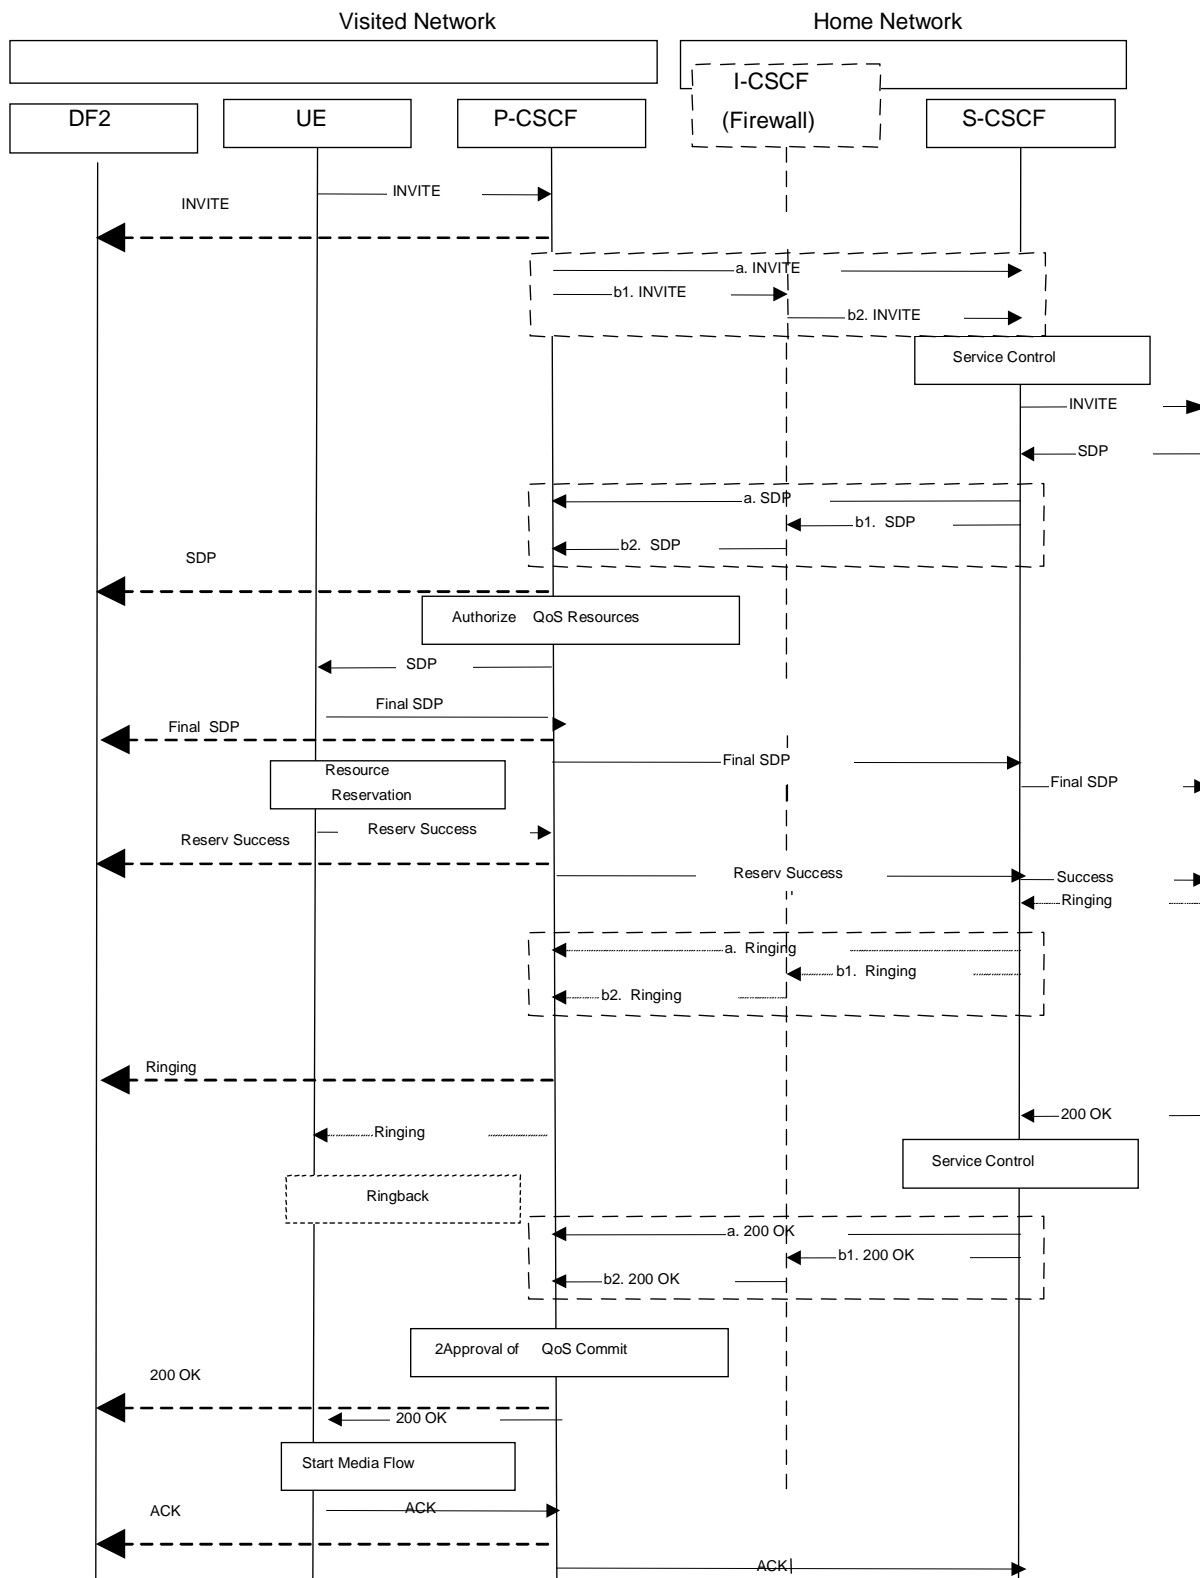 Visited Network
Home Network
I-CSCF
(Firewall)
DF2
UE
P-CSCF
S-CSCF
INVITE
INVITE
a. INVITE
b1. INVITE
b2. INVITE
Service Control
INVITE
SDP
a. SDP
b1. SDP
b2. SDP
SDP
Authorize QoS Resources
SDP
Final SDP
Final SDP
Final SDP
Resource
Reservation
Final SDP
Reserv Success
Reserv Success
Reserv Success
Success
Ringing
a. Ringing
b1. Ringing
b2. Ringing
Ringing
200 OK
Ringing
Service Control
Ringback
a. 200 OK
b1. 200 OK
b2. 200 OK
2Approval of QoS Commit
200 OK
200 OK
Start Media Flow
ACK
ACK
ACK